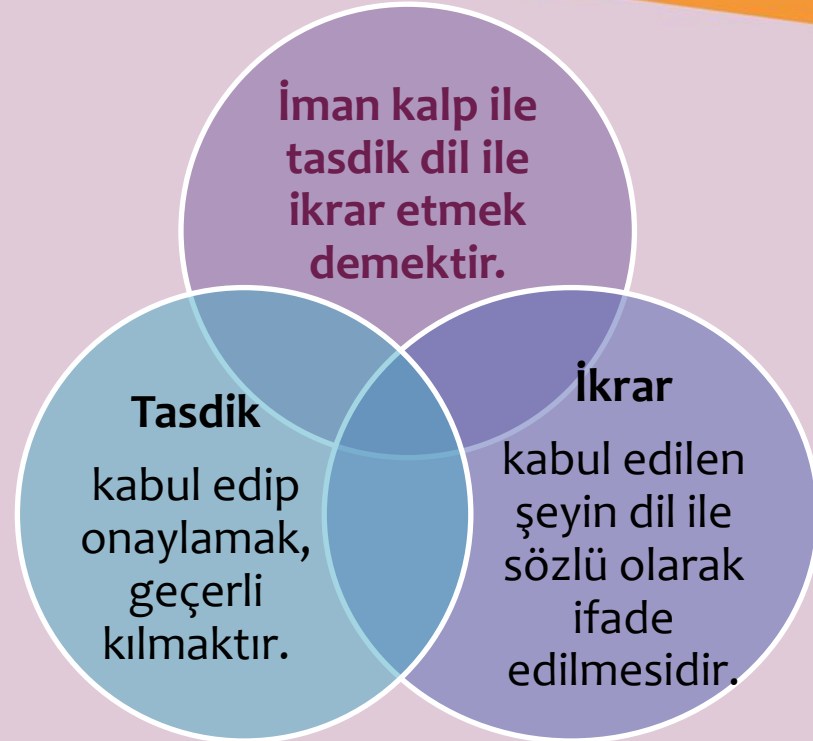 İman kalp ile
tasdik dil ile
ikrar etmek
demektir.
Tasdik
kabul edip
onaylamak,
geçerli
kılmaktır.
İkrar
kabul edilen
şeyin dil ile
sözlü olarak
ifade
edilmesidir.